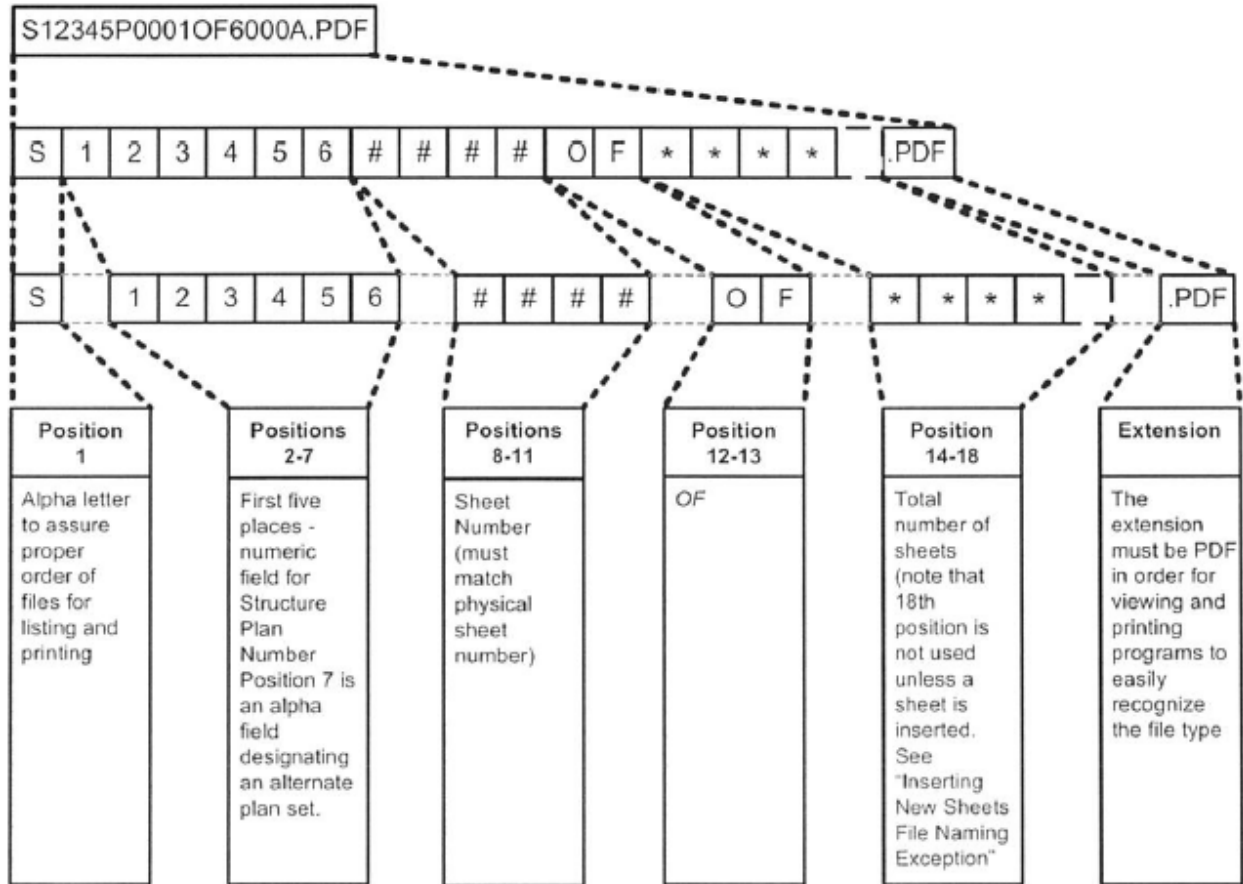 S12345P0001OF6000A.PDF
S 1 2 3 4 5 6 # # # # O F * * * * .PDF
S 1 2 3 4 5 6 # # # # O F * * * * .PDF
Position
1
Alpha letter
to assure
proper
order of
files for
listing and
printing
Positions
2-7
First five
places -
numeric
field for
Structure
Plan
Number
Position 7 is
an alpha
field
designating
an alternate
plan set.
Positions
8-11
Sheet
Number
(must
match
physical
sheet
number)
Position
12-13
OF
Position
14-18
Total
number of
sheets
(note that
18th
position is
not used
unless a
sheet is
inserted.
See
"Inserting
New Sheets
File Naming
Exception"
Extension
The
extension
must be PDF
in order for
viewing and
printing
programs to
easily
recognize
the file type